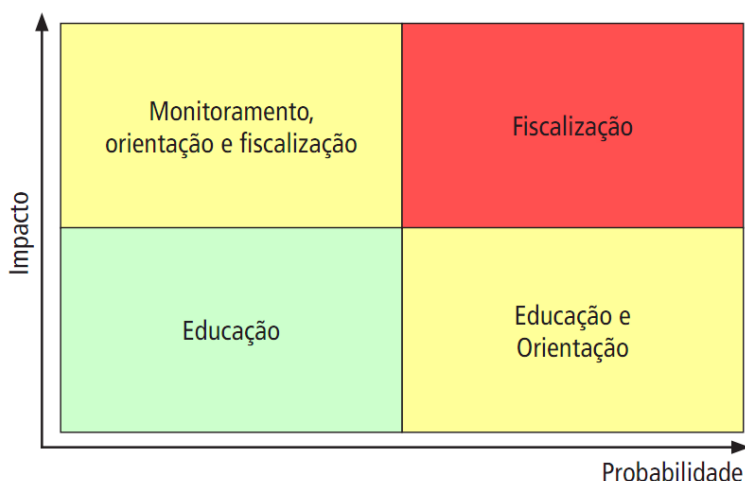 Impacto
Monitoramento,
orientação e fiscalização
Fiscalização
Educação
Educação e
Orientação
Probabilidade